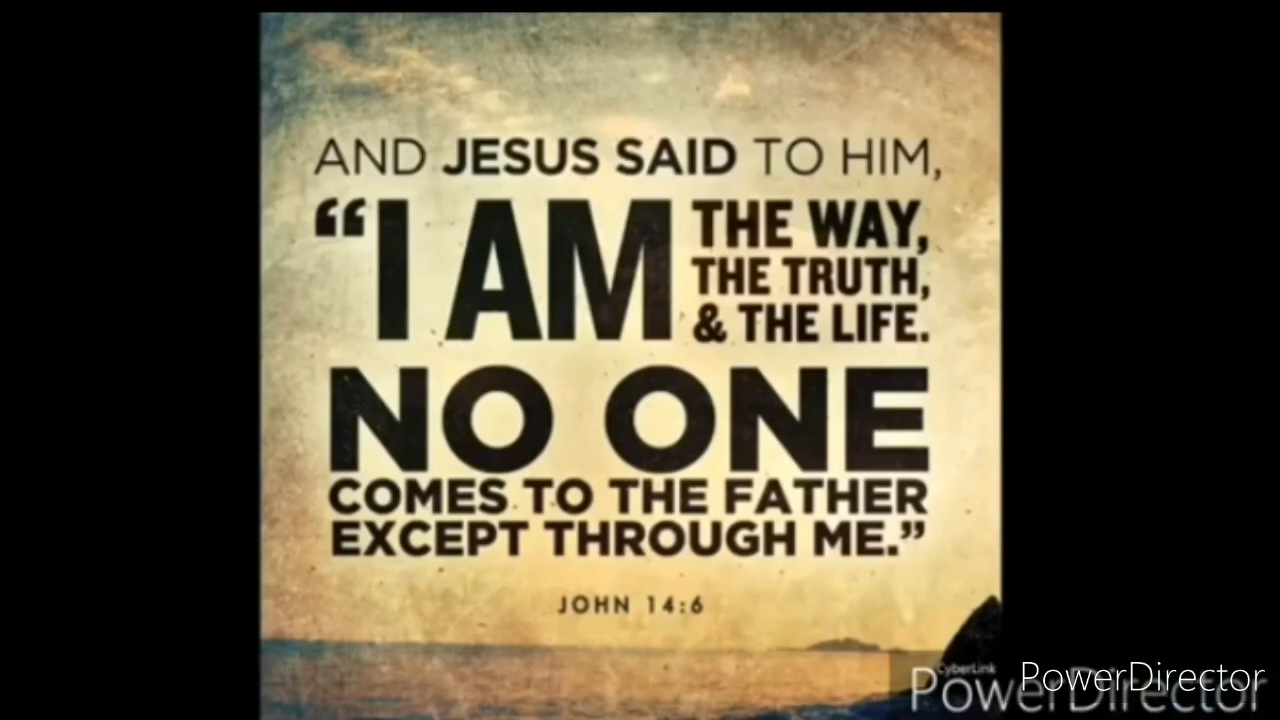 AND JESUS SAID TO HIM,
“I AM
THE WAY,
THE TRUTH,
& THE LIFE.
NO ONE
COMES TO THE FATHER
EXCEPT THROUGH ME.”
JOHN 14:6
CyberLink
PowerDirector
PowerDirector